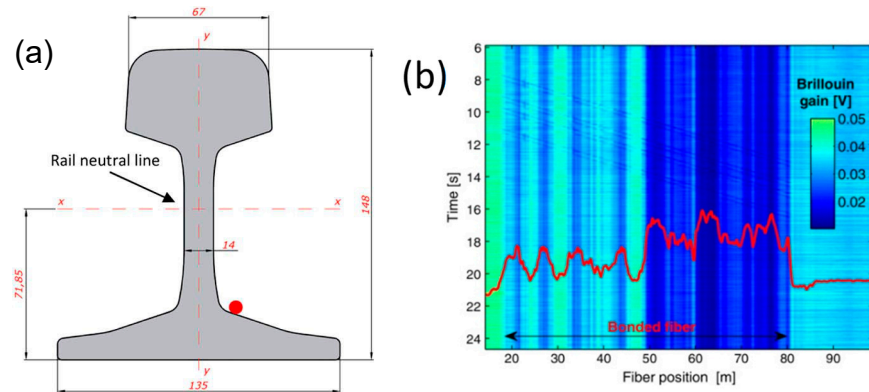 (a)
67
y
Rail neutral line
x
x
148
14
71,85
y
135
(b)
6
8
10
12
14
16
18
20
22
24
Time [s]
Brillouin
gain [V]
0.05
0.04
0.03
0.02
Bonded fiber
20
30
40
50
60
70
80
90
Fiber position [m]